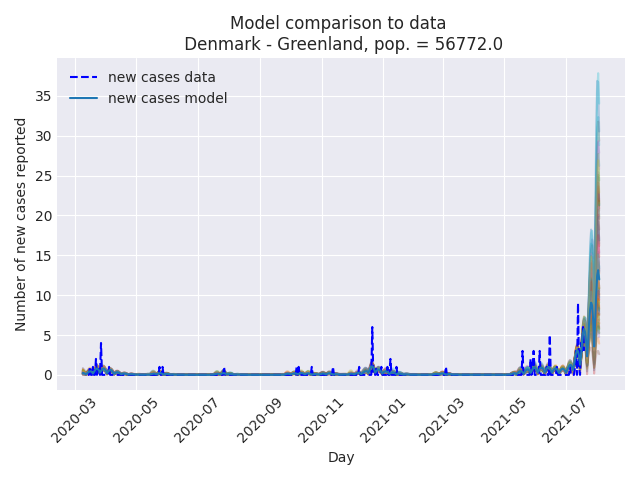 Model comparison to data
Denmark - Greenland, pop. = 56772.0
new cases data
new cases model
Number of new cases reported
35
30
25
20
15
10
5
0
2020-03
2020-05
2020-07
2020-09
2020-11
2021-01
2021-03
2021-05
2021-07
Day